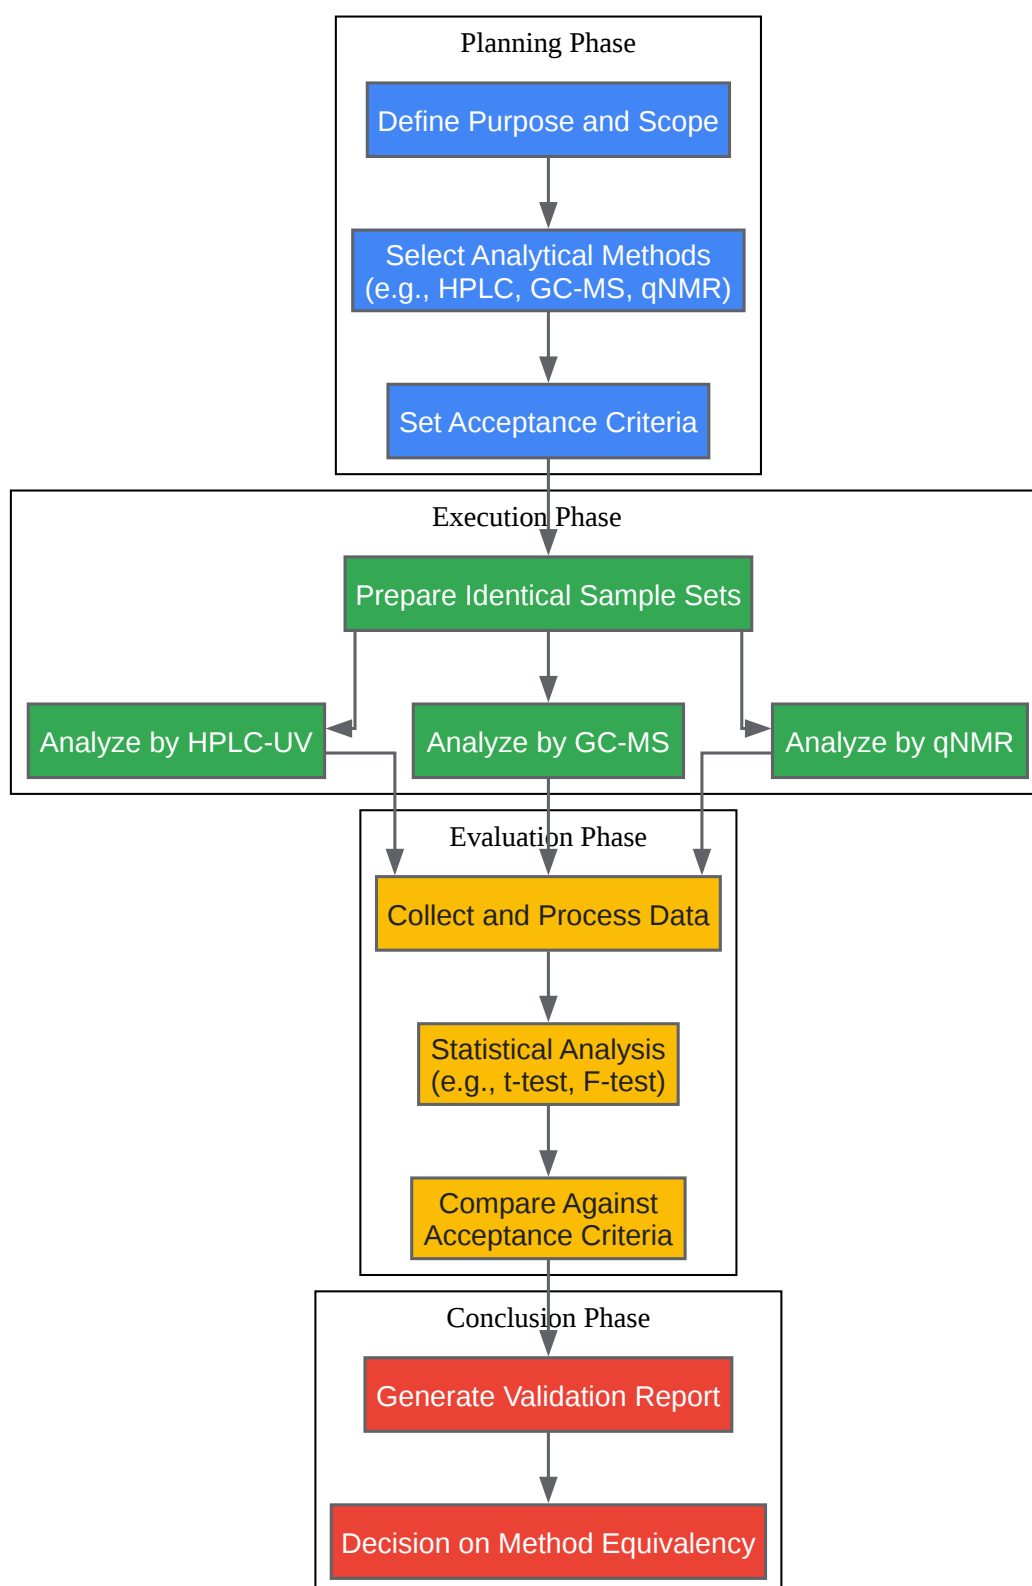 Planning Phase
Define Purpose and Scope
Select Analytical Methods
(e.g., HPLC, GC-MS, qNMR)
Set Acceptance Criteria
Execution Phase
Prepare Identical Sample Sets
Analyze by HPLC-UV
Analyze by GC-MS
Analyze by qNMR
Evaluation Phase
Collect and Process Data
Statistical Analysis
(e.g., t-test, F-test)
Compare Against
Acceptance Criteria
Conclusion Phase
Generate Validation Report
Decision on Method Equivalency